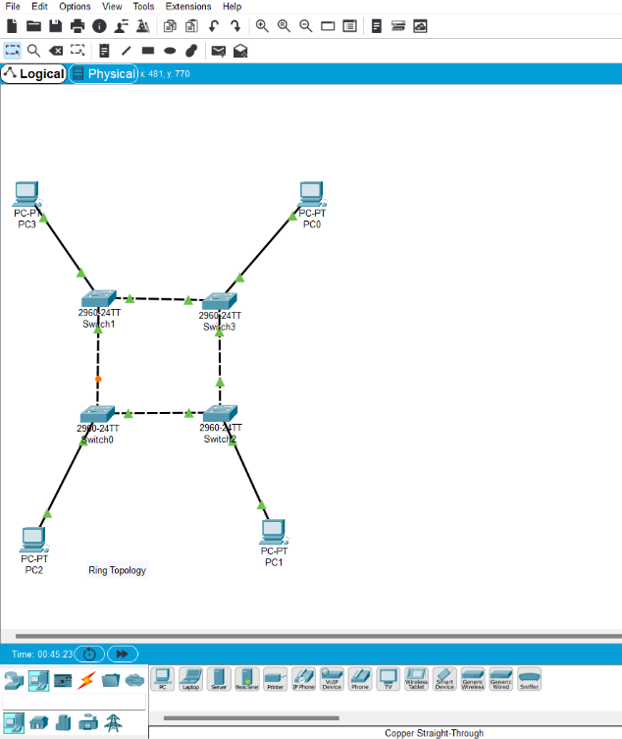 File Edit Options View Tools Extensions Help
Logical Physical x: 481, y: 770
PC-PT
PC3
PC-PT
PC0
2960-24TT
Switch1
2960-24TT
Switch3
2960-24TT
Switch0
2960-24TT
Switch2
PC-PT
PC2
PC-PT
PC1
Ring Topology
Time: 00:45:23
PC Laptop Server Printer IP Phone VoIP Device Phone TV Wireless Tablet Smart Device Generic Wireless Generic Wired Sniffer
Copper Straight-Through